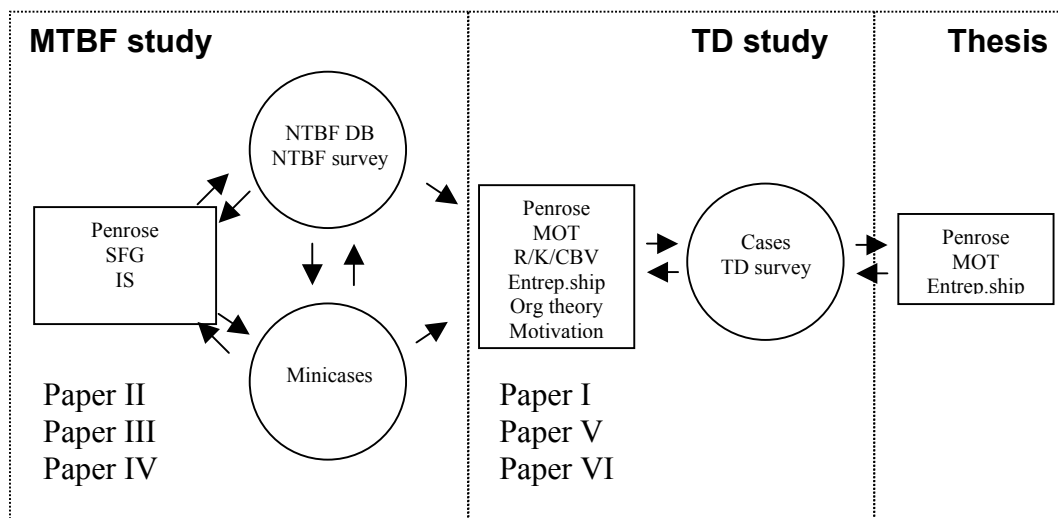 MTBF study
TD study
Thesis
NTBF DB
NTBF survey
Penrose
SFG
IS
Minicases
Paper II
Paper III
Paper IV
Penrose
MOT
R/K/CBV
Entrep.ship
Org theory
Motivation
Cases
TD survey
Paper I
Paper V
Paper VI
Penrose
MOT
Entrep.ship